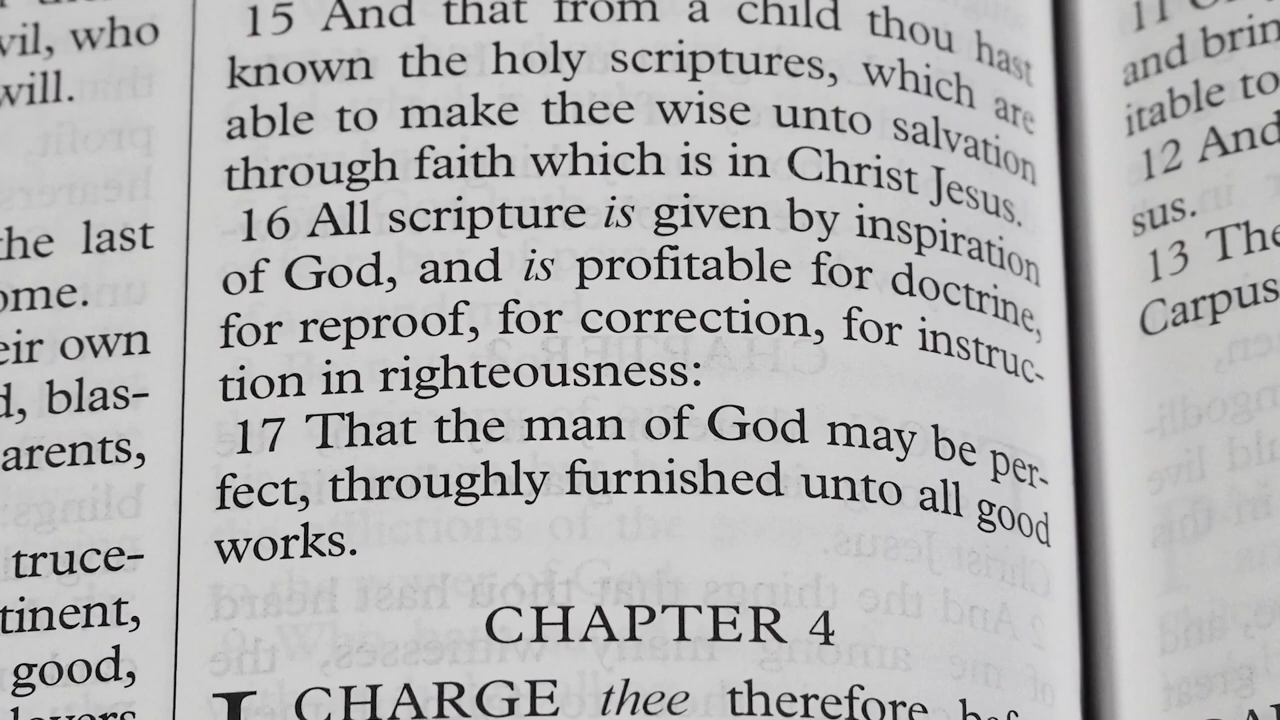 vil, who
will.
the last
ome.
eir own
d, blas-
arents,
truce-
tinent,
good,
lovers
15 And that from a child thou hast
known the holy scriptures, which are
able to make thee wise unto salvation
through faith which is in Christ Jesus.
16 All scripture is given by inspiration
of God, and is profitable for doctrine,
for reproof, for correction, for instruc-
tion in righteousness:
17 That the man of God may be per-
fect, throughly furnished unto all good
works.
CHAPTER 4
I CHARGE thee therefore bef
11
and brin
itable to
12 And
sus.
13 The
Carpus